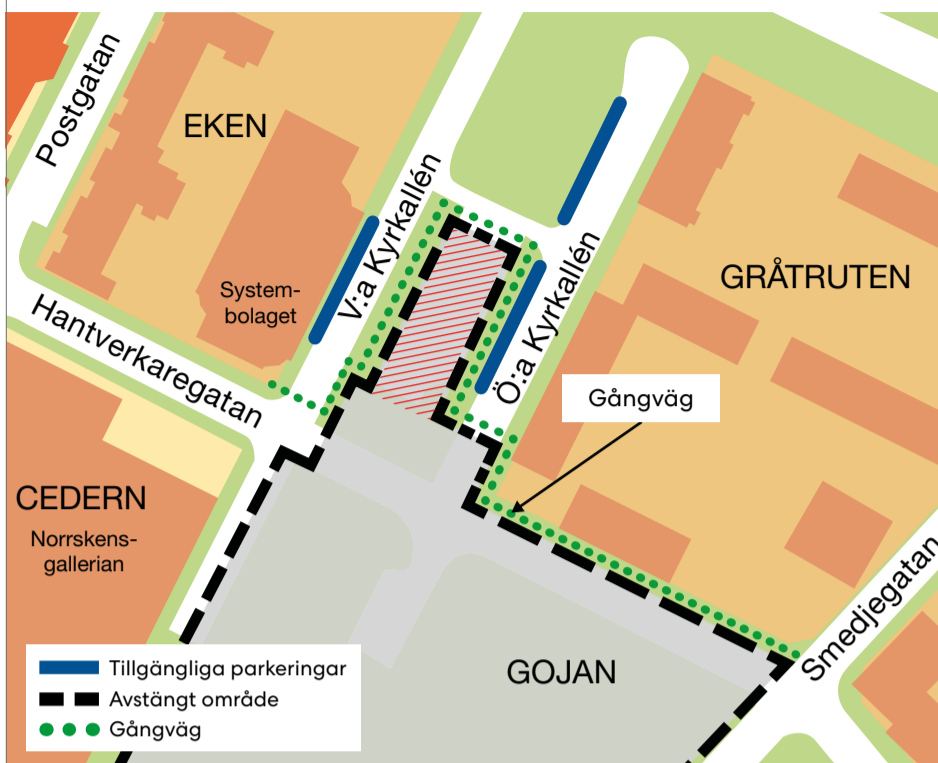 Postgatan
EKEN
V:a Kyrkallén
System-
bolaget
Hantverkaregatan
Ö:a Kyrkallén
GRÅTRUTEN
Gångväg
CEDERN
Norrskens-
gallerian
GOJAN
Smedjegatan
Tillgängliga parkeringar
Avstängt område
Gångväg